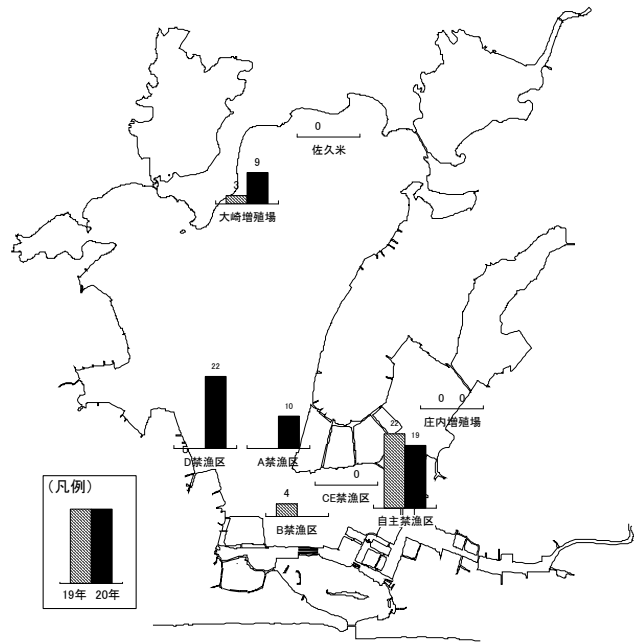 0
佐久米
3 9
大崎増殖場
22
D禁漁区
10
A禁漁区
0 0
庄内増殖場
0
CE禁漁区
22 19
自主禁漁区
4
B禁漁区
(凡例)
19年 20年